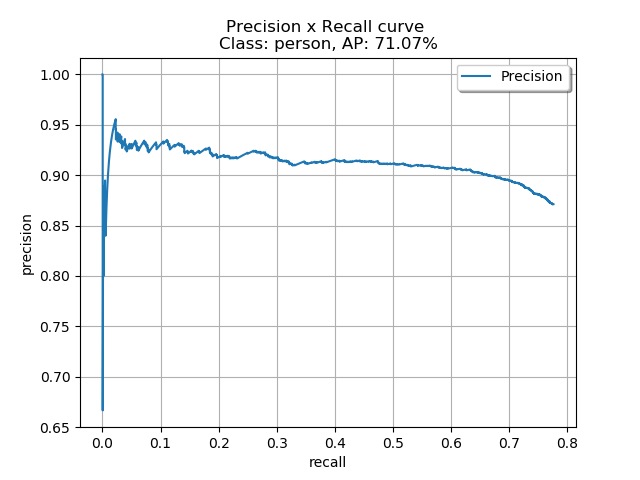 Precision x Recall curve
Class: person, AP: 71.07%
Precision
1.00
0.95
0.90
0.85
0.80
0.75
0.70
0.65
precision
0.0 0.1 0.2 0.3 0.4 0.5 0.6 0.7 0.8
recall